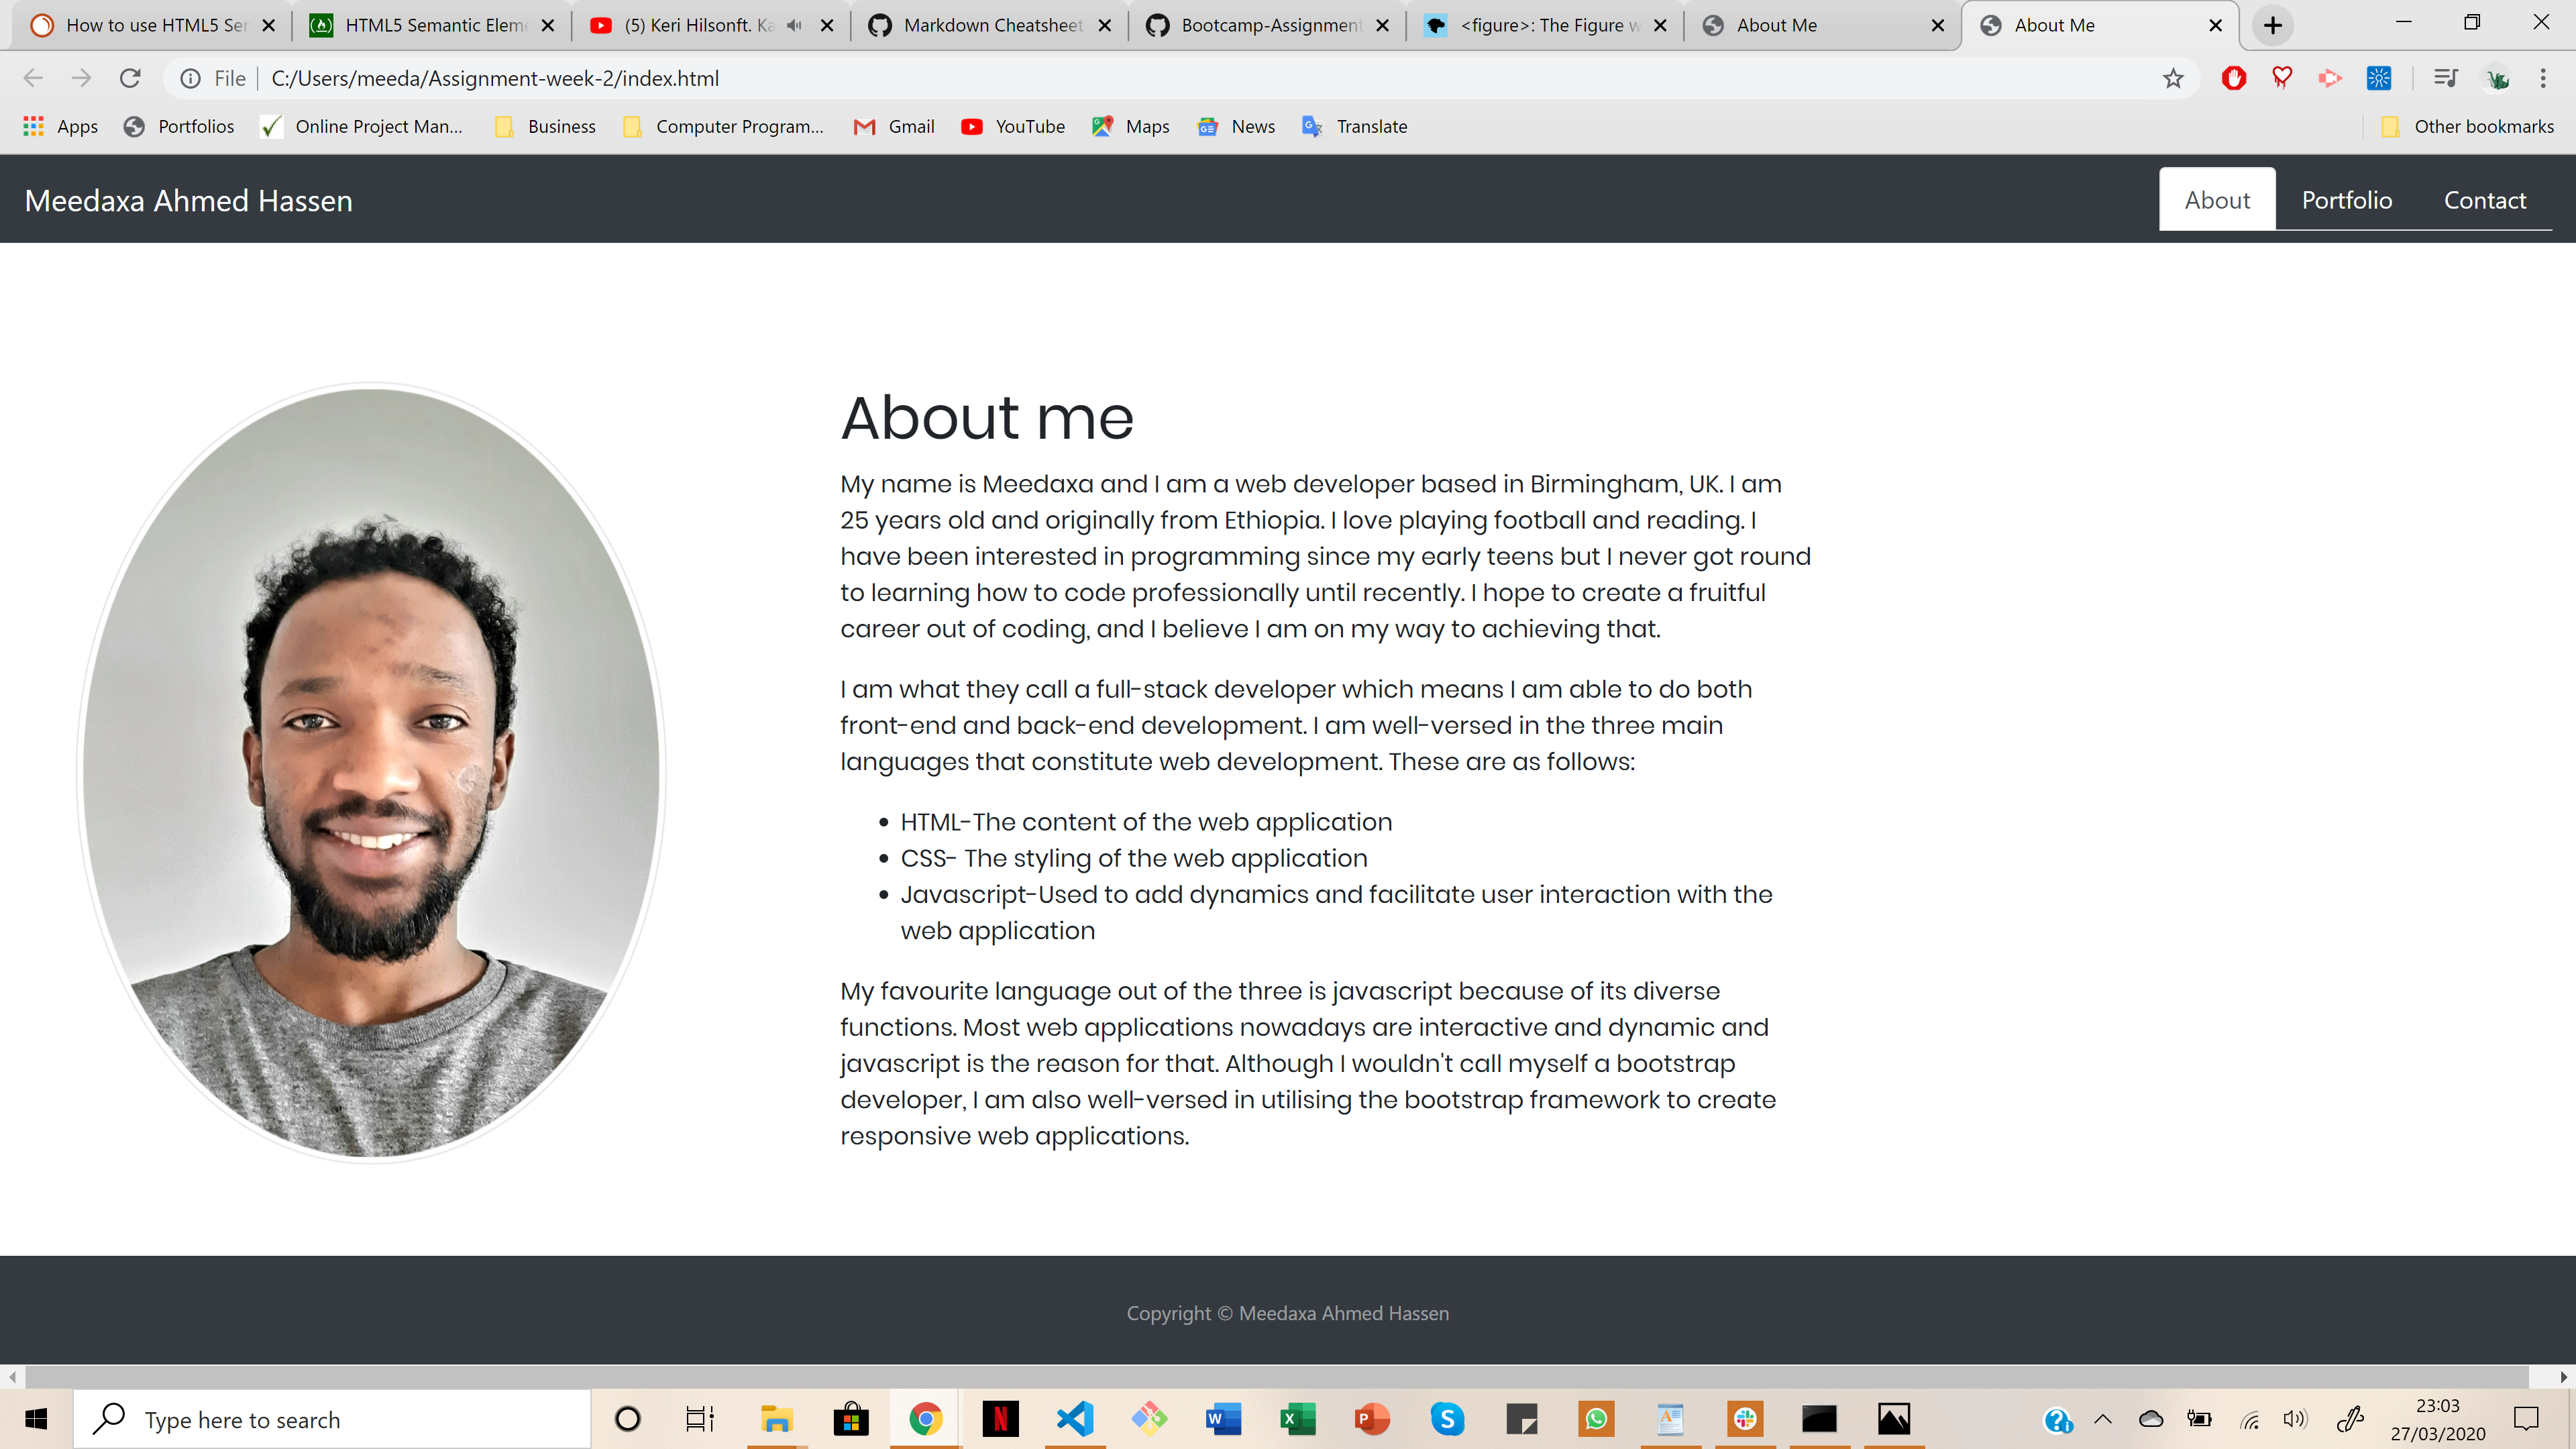 How to use HTML5 Ser
HTML5 Semantic Elem
(5) Keri Hilsonft. Ka
Markdown Cheatsheet
Bootcamp-Assignment
<figure>: The Figure w
About Me
About Me
File
C:/Users/meeda/Assignment-week-2/index.html
Apps
Portfolios
Online Project Man...
Business
Computer Program...
Gmail
YouTube
Maps
News
Translate
Other bookmarks
Meedaxa Ahmed Hassen
About
Portfolio
Contact
About me
My name is Meedaxa and I am a web developer based in Birmingham, UK. I am
25 years old and originally from Ethiopia. I love playing football and reading. I
have been interested in programming since my early teens but I never got round
to learning how to code professionally until recently. I hope to create a fruitful
career out of coding, and I believe I am on my way to achieving that.
I am what they call a full-stack developer which means I am able to do both
front-end and back-end development. I am well-versed in the three main
languages that constitute web development. These are as follows:
• HTML-The content of the web application
• CSS- The styling of the web application
• Javascript-Used to add dynamics and facilitate user interaction with the
web application
My favourite language out of the three is javascript because of its diverse
functions. Most web applications nowadays are interactive and dynamic and
javascript is the reason for that. Although I wouldn't call myself a bootstrap
developer, I am also well-versed in utilising the bootstrap framework to create
responsive web applications.
Copyright © Meedaxa Ahmed Hassen
Type here to search
23:03
27/03/2020